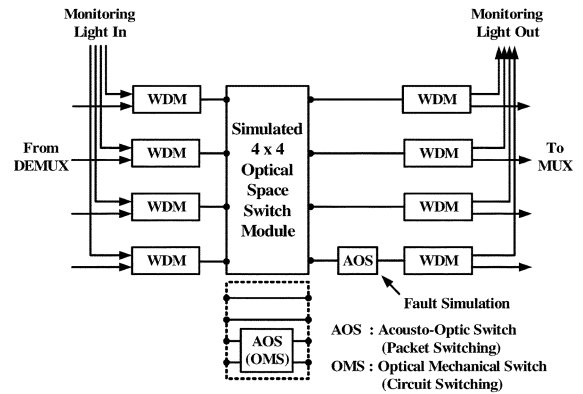 Monitoring
Light In
Monitoring
Light Out
WDM
WDM
WDM
WDM
From
DEMUX
Simulated
4 x 4
Optical
Space
Switch
Module
WDM
WDM
WDM
AOS
WDM
To
MUX
Fault Simulation
AOS
(OMS)
AOS : Acousto-Optic Switch
(Packet Switching)
OMS : Optical Mechanical Switch
(Circuit Switching)